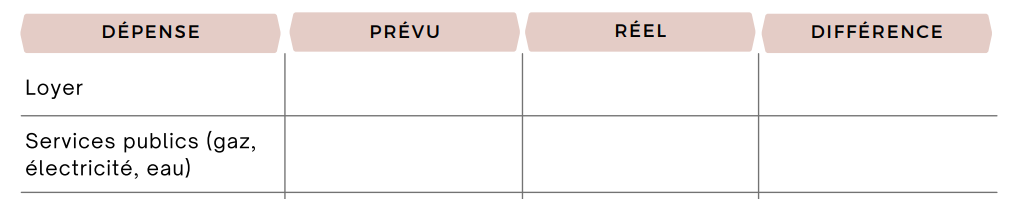 DÉPENSE PRÉVU RÉEL DIFFÉRENCE
Loyer
Services publics (gaz,
électricité, eau)